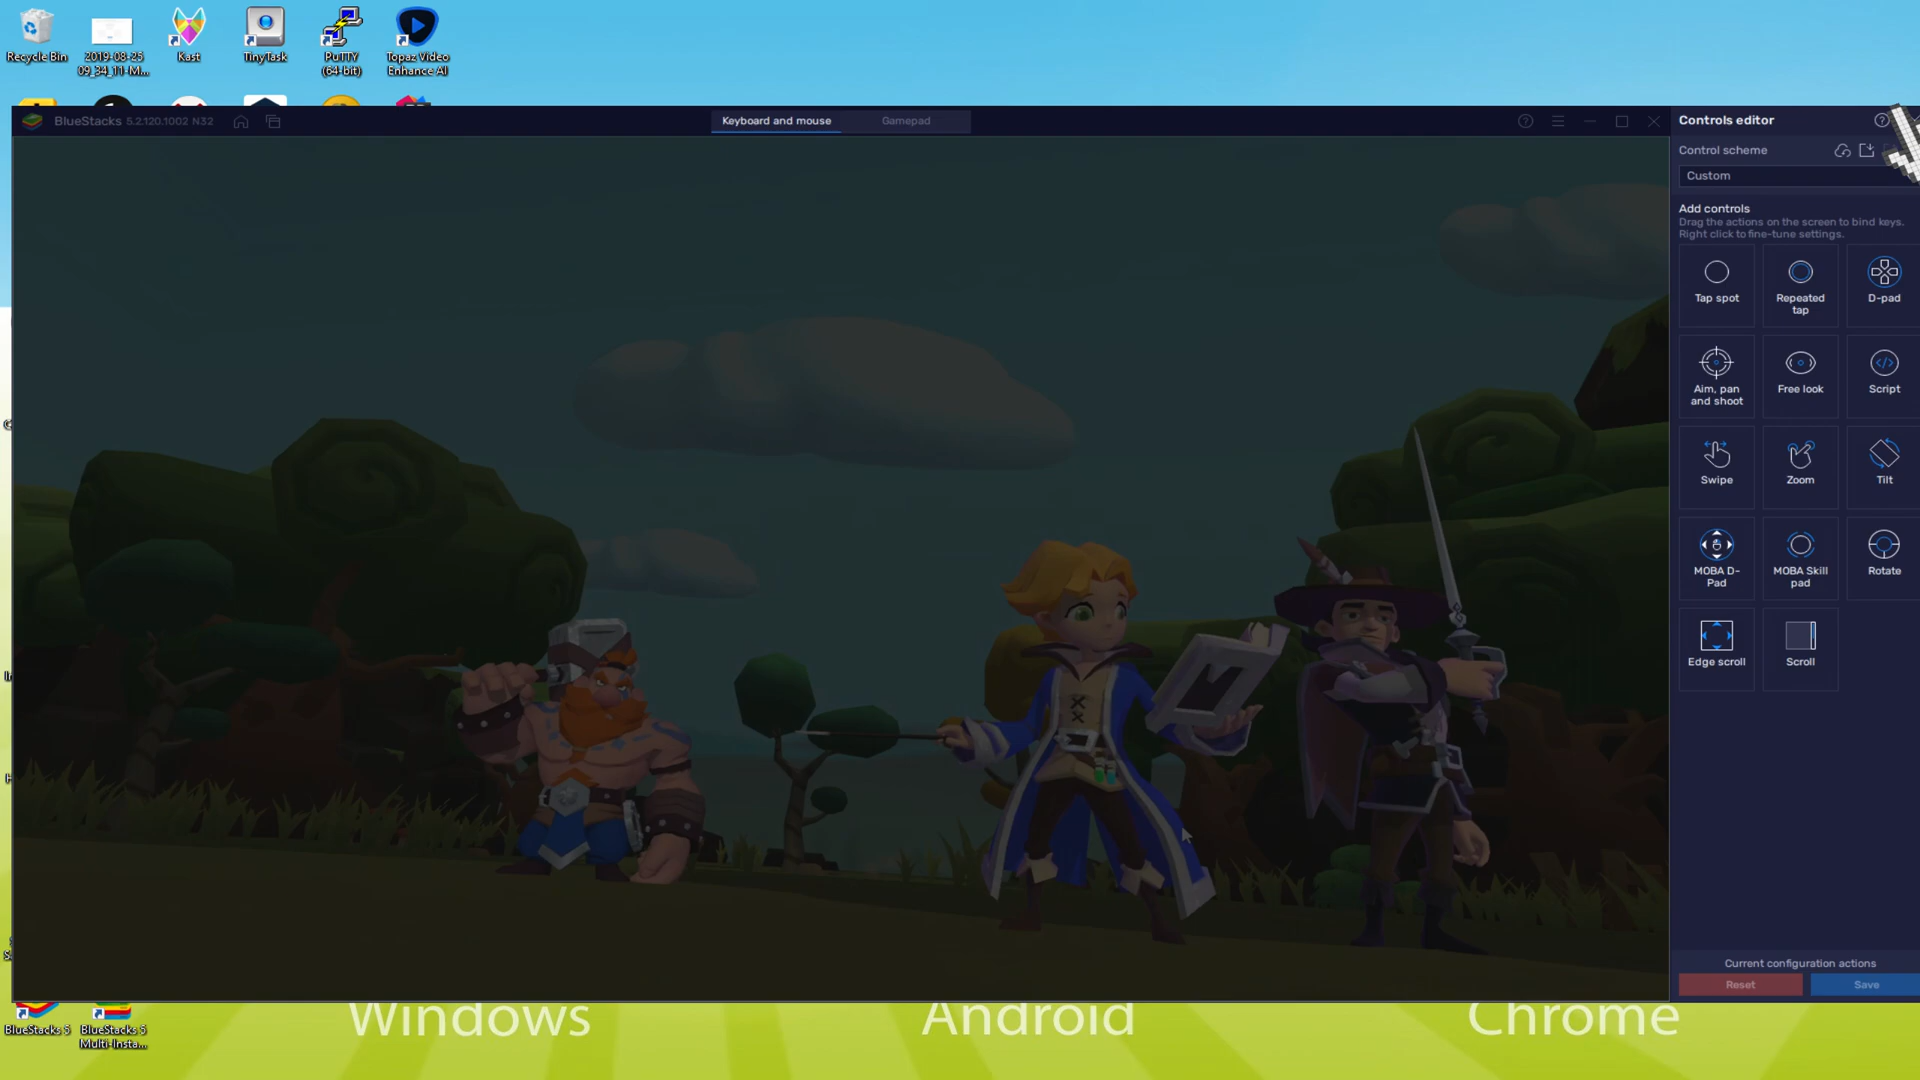 Recycle Bin
2019-08-25
09_34_11-M...
Kast
TinyTask
PuTTY
(64-bit)
Topaz Video
Enhance AI
BlueStacks 5.2.120.1002 N32
Keyboard and mouse
Gamepad
Controls editor
Control scheme
Custom
Add controls
Drag the actions on the screen to bind keys.
Right click to fine-tune settings.
Tap spot
Repeated
tap
D-pad
Aim, pan
and shoot
Free look
Script
Swipe
Zoom
Tilt
MOBA D-
Pad
MOBA Skill
pad
Rotate
Edge scroll
Scroll
Current configuration actions
Reset
Save
BlueStacks 5
BlueStacks 5
Multi-Insta...
Windows
Android
Chrome